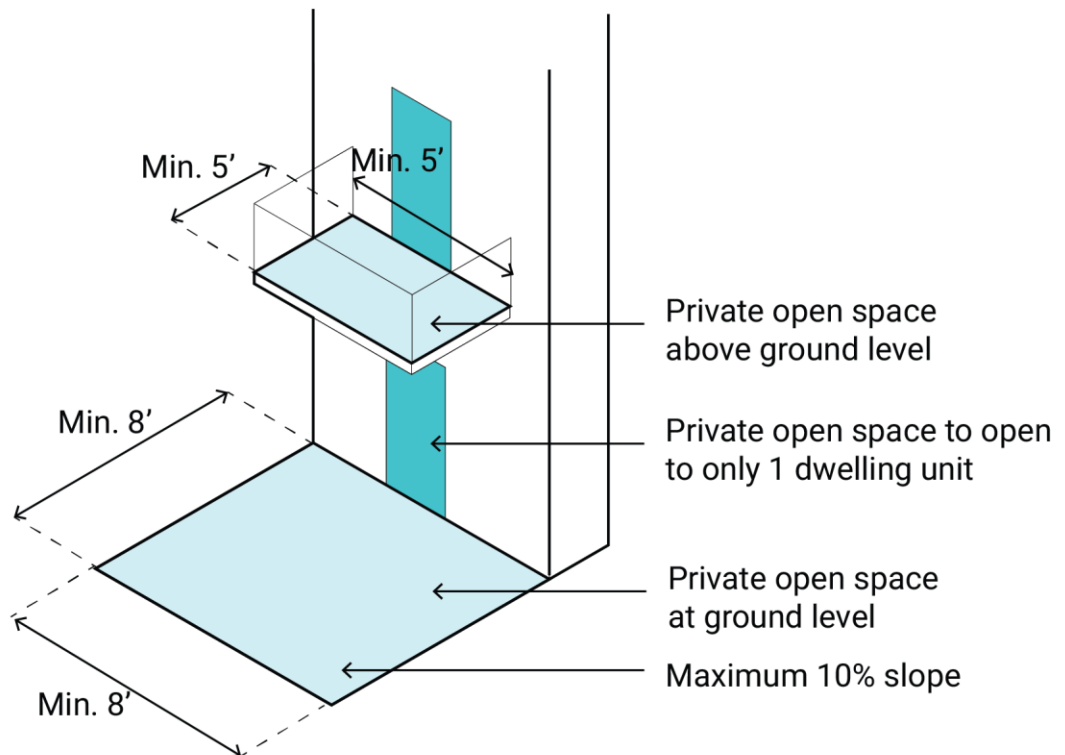 Min. 5’
Min. 5’
Private open space
above ground level
Min. 8’
Private open space to open
to only 1 dwelling unit
Private open space
at ground level
Maximum 10% slope
Min. 8’